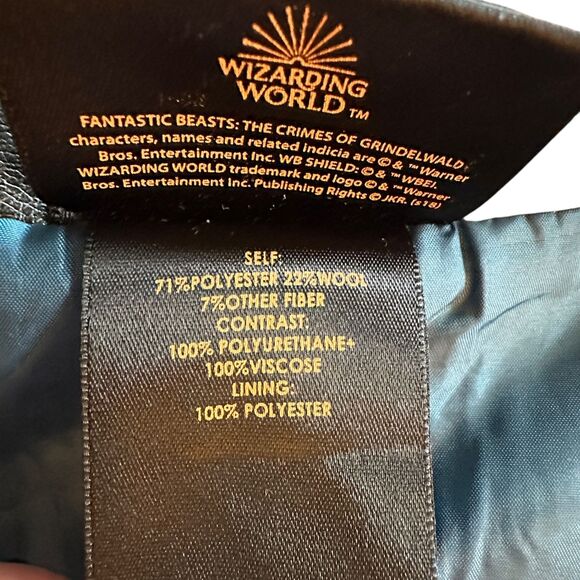 WIZARDING
WORLD™
FANTASTIC BEASTS: THE CRIMES OF GRINDELWALD
characters, names and related indicia are © & ™ Warner
Bros. Entertainment Inc. WB SHIELD: © & ™ WBEI.
WIZARDING WORLD trademark and logo © & ™ Warner
Bros. Entertainment Inc. Publishing Rights © JKR. (s18)
SELF:
71%POLYESTER 22%WOOL
7%OTHER FIBER
CONTRAST:
100% POLYURETHANE+
100%VISCOSE
LINING:
100% POLYESTER